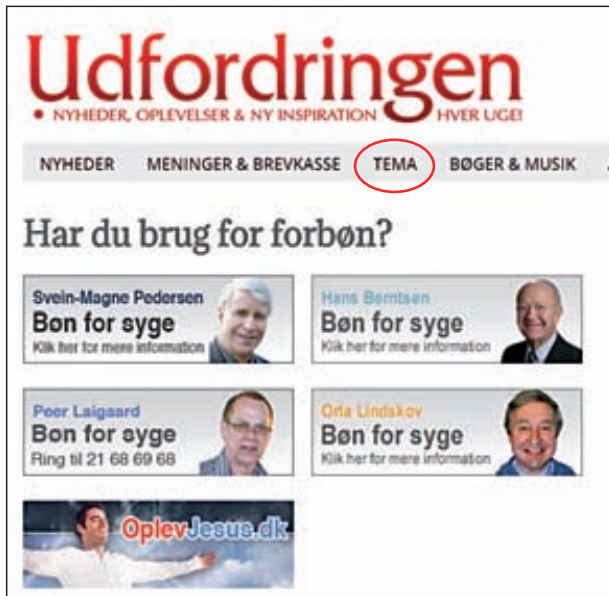 Udfordringen
• NYHEDER, OPLEVELSER & NY INSPIRATION HVER UGE!
NYHEDER MENINGER & BREVKASSE TEMA BØGER & MUSIK
Har du brug for forbøn?
Svein-Magne Pedersen
Bøn for syge
Klik her for mere information
Hans Berntsen
Bøn for syge
Klik her for mere information
Peer Laigaard
Bøn for syge
Ring til 21 68 69 68
Orla Lindskov
Bøn for syge
Klik her for mere information
OplevJesus.dk